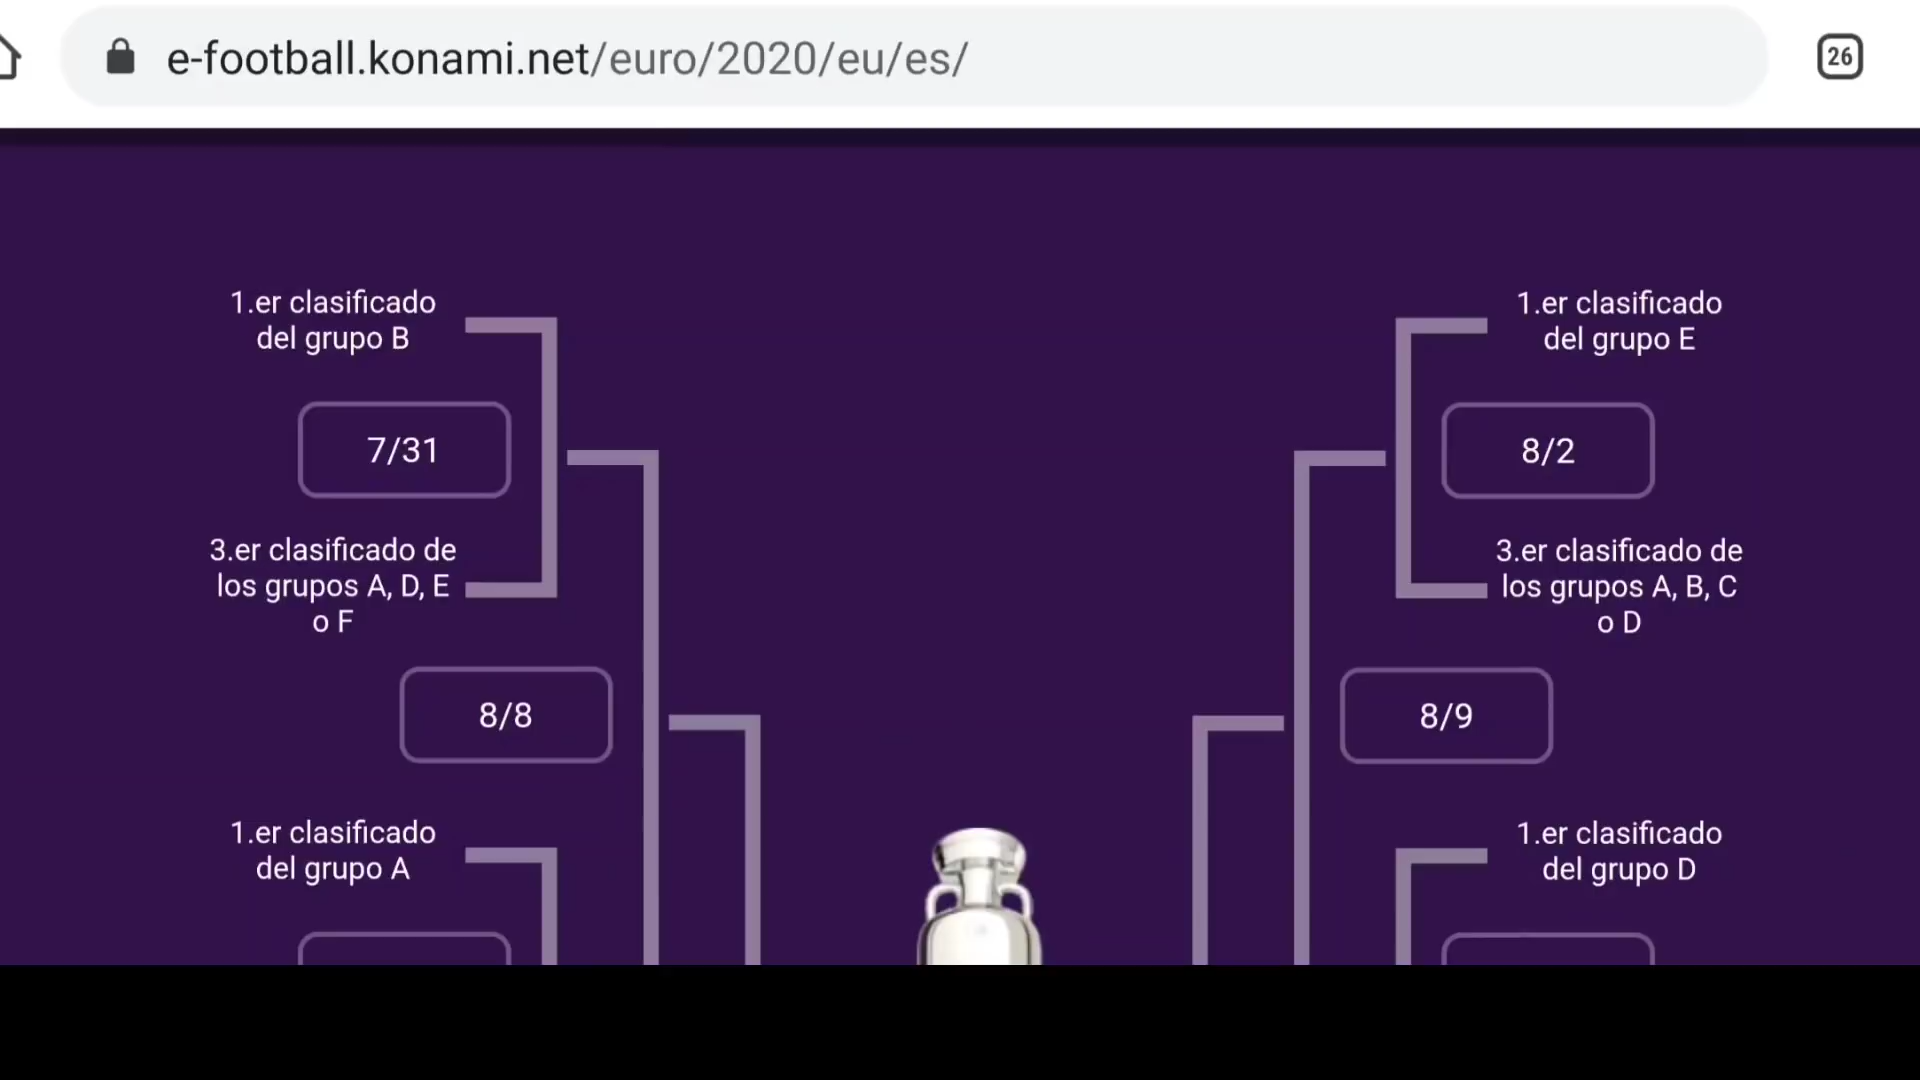 e-football.konami.net/euro/2020/eu/es/
26
1.er clasificado
del grupo B
7/31
3.er clasificado de
los grupos A, D, E
o F
8/8
1.er clasificado
del grupo A
1.er clasificado
del grupo E
8/2
3.er clasificado de
los grupos A, B, C
o D
8/9
1.er clasificado
del grupo D